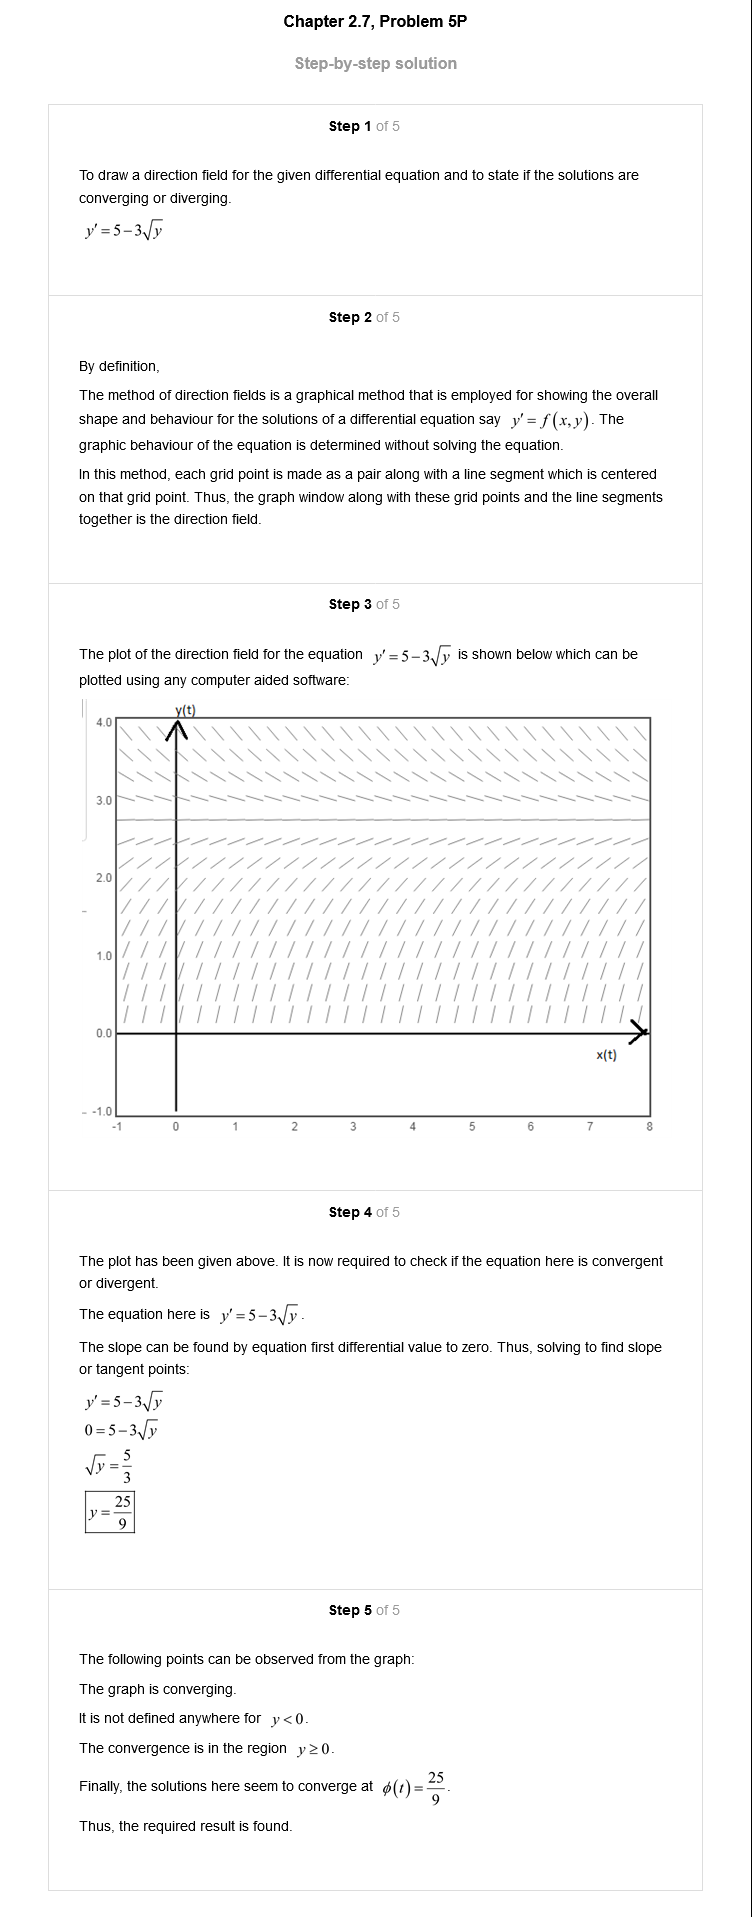 Chapter 2.7, Problem 5P
Step-by-step solution
Step 1 of 5
To draw a direction field for the given differential equation and to state if the solutions are
converging or diverging.
y′ = 5−3√y
Step 2 of 5
By definition,
The method of direction fields is a graphical method that is employed for showing the overall
shape and behaviour for the solutions of a differential equation say y′ = f(x,y). The
graphic behaviour of the equation is determined without solving the equation.
In this method, each grid point is made as a pair along with a line segment which is centered
on that grid point. Thus, the graph window along with these grid points and the line segments
together is the direction field.
Step 3 of 5
The plot of the direction field for the equation y′ = 5−3√y is shown below which can be
plotted using any computer aided software:
y(t)
4.0
3.0
2.0
1.0
0.0
x(t)
-1.0
-1 0 1 2 3 4 5 6 7 8
Step 4 of 5
The plot has been given above. It is now required to check if the equation here is convergent
or divergent.
The equation here is y′ = 5−3√y.
The slope can be found by equation first differential value to zero. Thus, solving to find slope
or tangent points:
y′ = 5−3√y
0 = 5−3√y
√y = 5/3
y = 25/9
Step 5 of 5
The following points can be observed from the graph:
The graph is converging.
It is not defined anywhere for y<0.
The convergence is in the region y≥0.
Finally, the solutions here seem to converge at ϕ(t) = 25/9.
Thus, the required result is found.